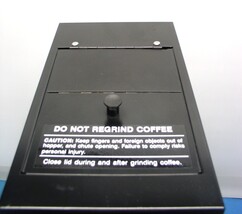 DO NOT REGRIND COFFEE
CAUTION: Keep fingers and foreign objects out of
hopper, and chute opening. Failure to comply risks
personal injury.
Close lid during and after grinding coffee.